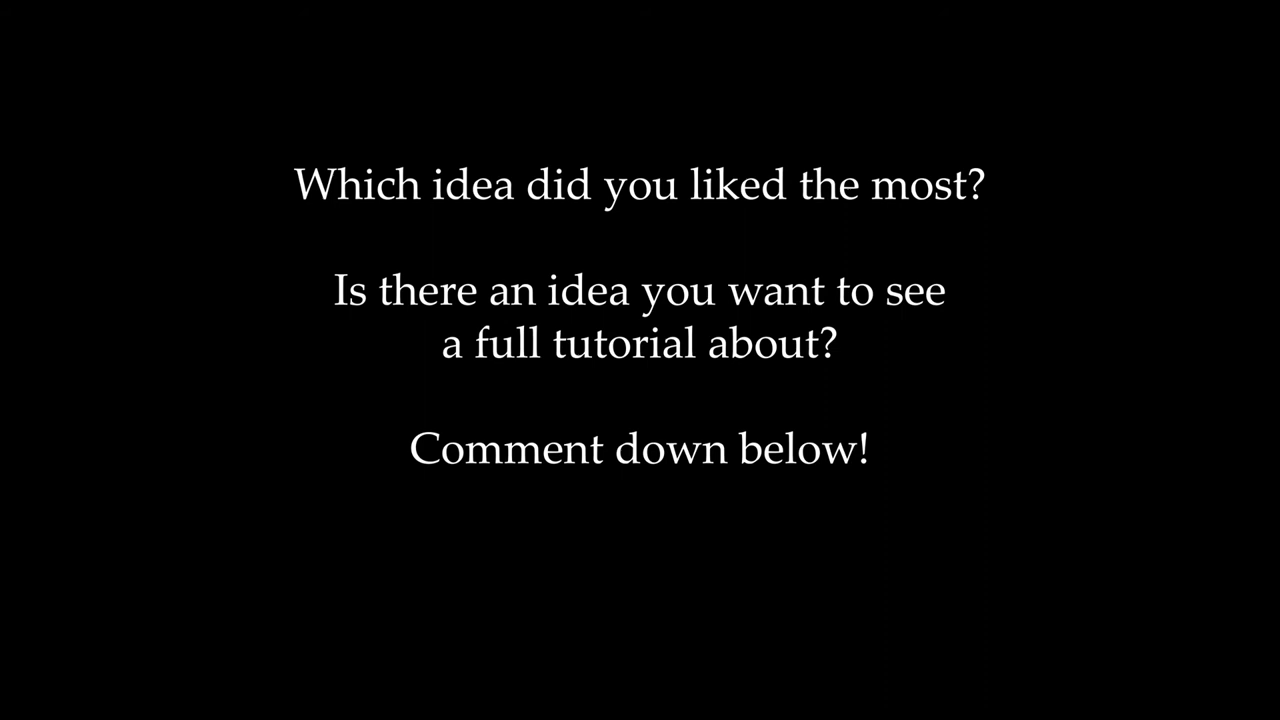 Which idea did you liked the most?
Is there an idea you want to see
a full tutorial about?
Comment down below!